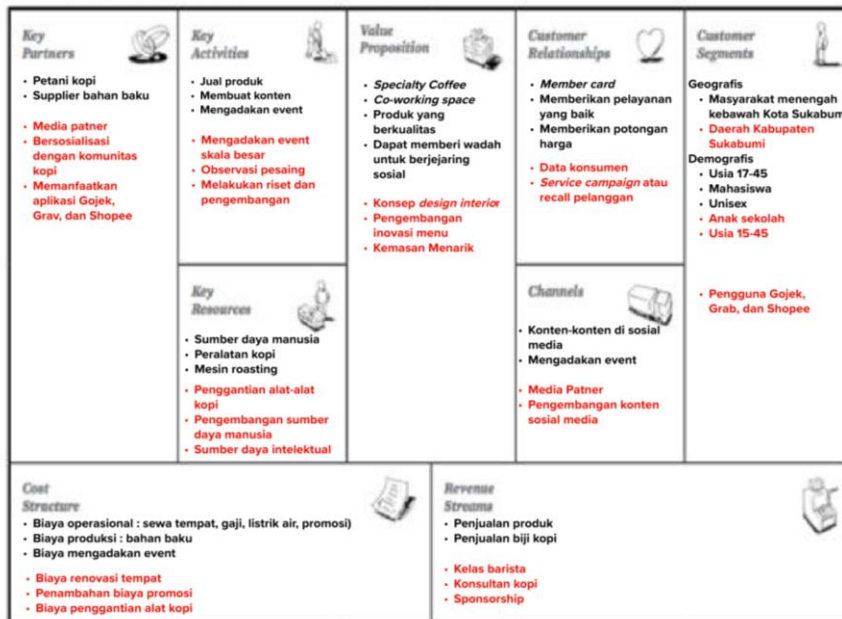 Key
Partners
• Petani kopi
• Supplier bahan baku
• Media patner
• Bersosialisasi
dengan komunitas
kopi
• Memanfaatkan
aplikasi Gojek,
Grav, dan Shopee
Key
Activities
• Jual produk
• Membuat konten
• Mengadakan event
• Mengadakan event
skala besar
• Observasi pesaing
• Melakukan riset dan
pengembangan
Key
Resources
• Sumber daya manusia
• Peralatan kopi
• Mesin roasting
• Penggantian alat-alat
kopi
• Pengembangan sumber
daya manusia
• Sumber daya intelektual
Value
Proposition
• Specialty Coffee
• Co-working space
• Produk yang
berkualitas
• Dapat memberi wadah
untuk berjejaring
sosial
• Konsep design interior
• Pengembangan
inovasi menu
• Kemasan Menarik
Customer
Relationships
• Member card
• Memberikan pelayanan
yang baik
• Memberikan potongan
harga
• Data konsumen
• Service campaign atau
recall pelanggan
Channels
• Konten-konten di sosial
media
• Mengadakan event
• Media Patner
• Pengembangan konten
sosial media
Customer
Segments
Geografis
• Masyarakat menengah
kebawah Kota Sukabum
• Daerah Kabupaten
Sukabumi
Demografis
• Usia 17-45
• Mahasiswa
• Unisex
• Anak sekolah
• Usia 15-45
• Pengguna Gojek,
Grab, dan Shopee
Cost
Structure
• Biaya operasional : sewa tempat, gaji, listrik air, promosi)
• Biaya produksi : bahan baku
• Biaya mengadakan event
• Biaya renovasi tempat
• Penambahan biaya promosi
• Biaya penggantian alat kopi
Revenue
Streams
• Penjualan produk
• Penjualan biji kopi
• Kelas barista
• Konsultan kopi
• Sponsorship